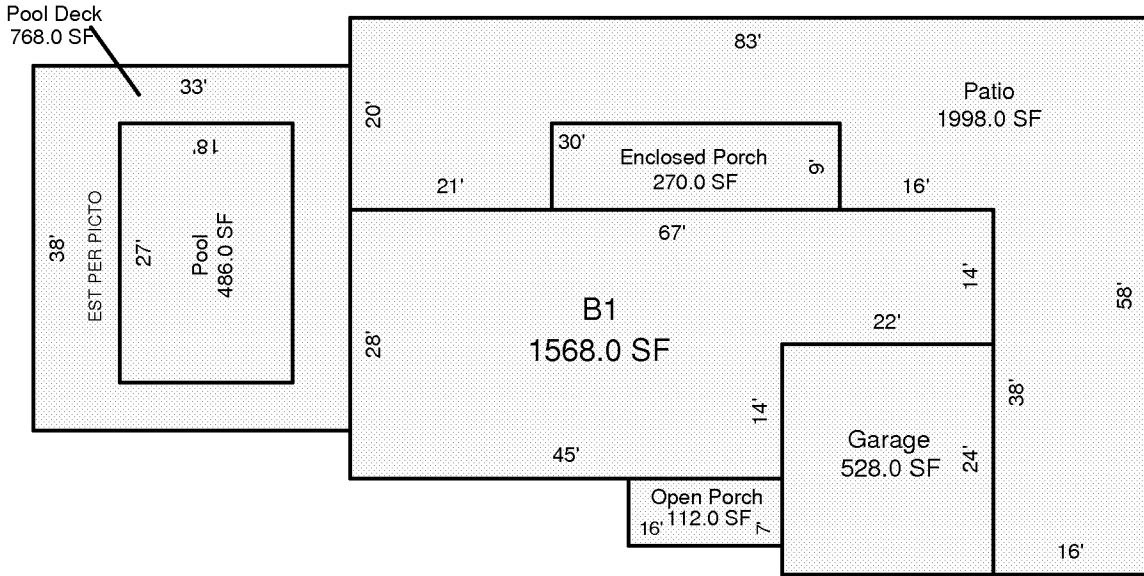 Pool Deck
768.0 SF
83'
33'
Patio
1998.0 SF
20'
18'
30'
Enclosed Porch
270.0 SF
9'
21'
16'
38'
EST PER PICTO
27'
Pool
486.0 SF
67'
14'
58'
B1
1568.0 SF
22'
28'
14'
38'
Garage
528.0 SF
24'
45'
Open Porch
112.0 SF
16'
7'
16'